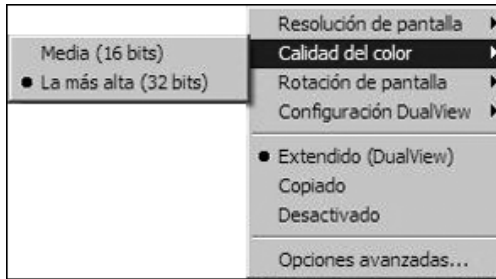 Resolución de pantalla
Calidad del color
Media (16 bits)
La más alta (32 bits)
Rotación de pantalla
Configuración DualView
Extendido (DualView)
Copiado
Desactivado
Opciones avanzadas...